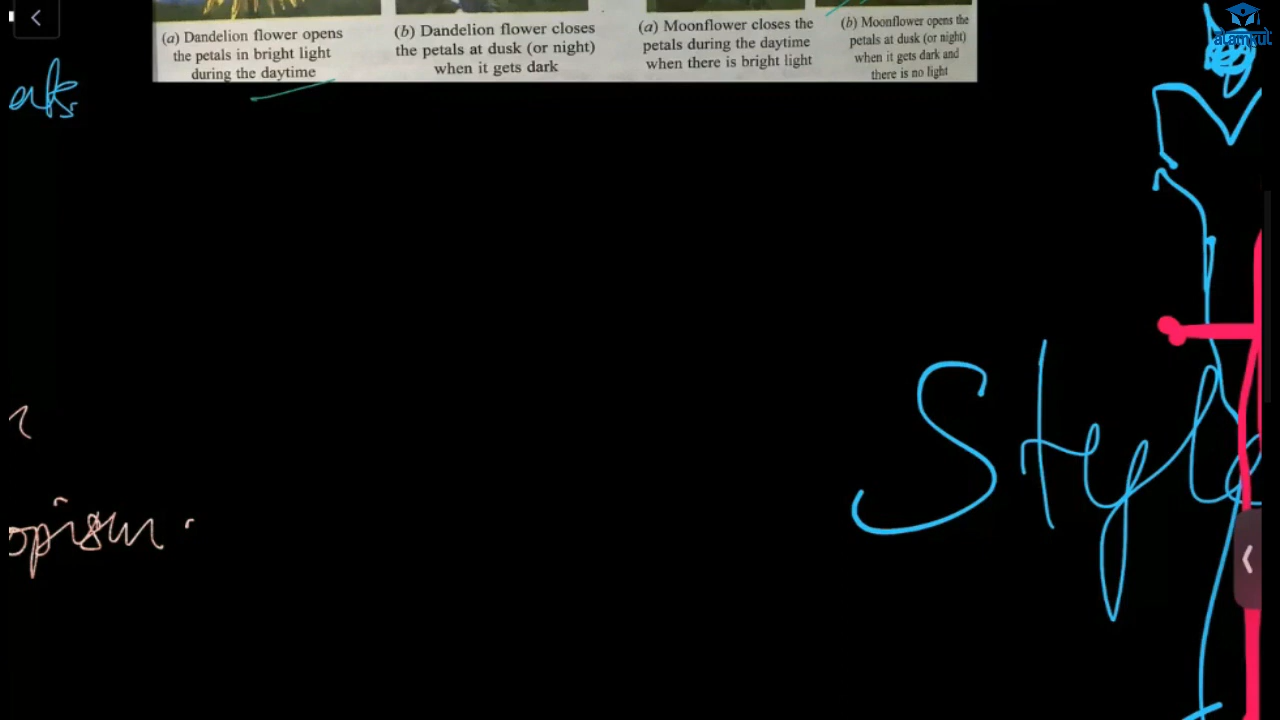 (a) Dandelion flower opens
the petals in bright light
during the daytime
(b) Dandelion flower closes
the petals at dusk (or night)
when it gets dark
(a) Moonflower closes the
petals during the daytime
when there is bright light
(b) Moonflower opens the
petals at dusk (or night)
when it gets dark and
there is no light
alamkul
Style
opism